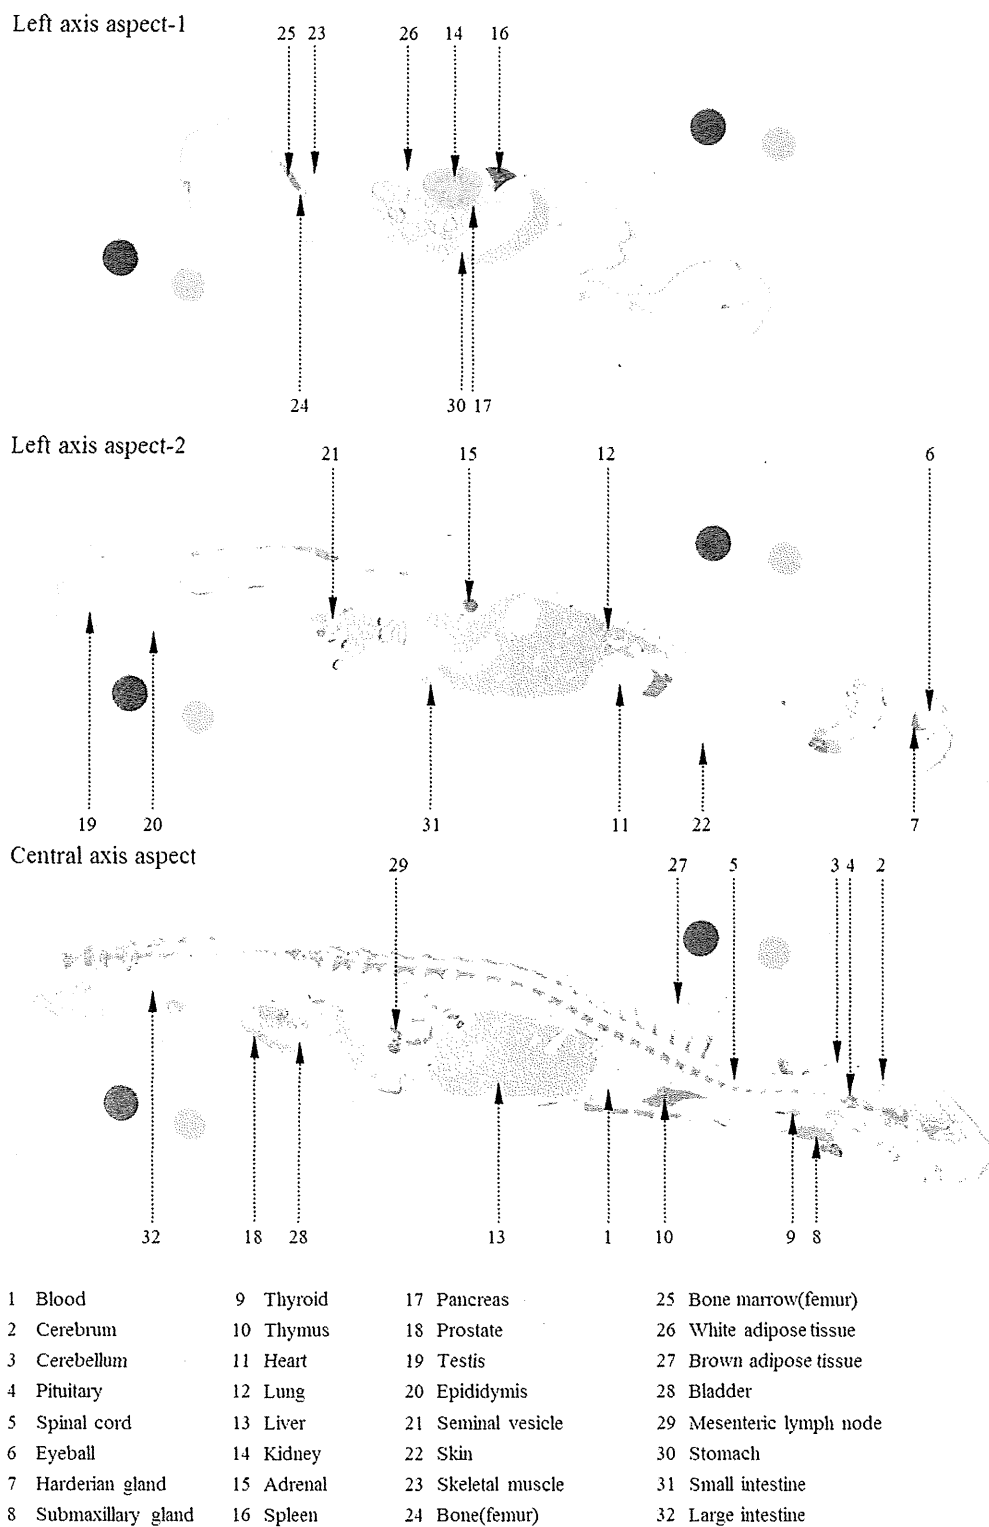 Left axis aspect-1
25 23 26 14 16
24 30 17
Left axis aspect-2
21 15 12 6
19 20 31 11 22 7
Central axis aspect
29 27 5 3 4 2
32 18 28 13 1 10 9 8
1 Blood 9 Thyroid 17 Pancreas 25 Bone marrow(femur)
2 Cerebrum 10 Thymus 18 Prostate 26 White adipose tissue
3 Cerebellum 11 Heart 19 Testis 27 Brown adipose tissue
4 Pituitary 12 Lung 20 Epididymis 28 Bladder
5 Spinal cord 13 Liver 21 Seminal vesicle 29 Mesenteric lymph node
6 Eyeball 14 Kidney 22 Skin 30 Stomach
7 Harderian gland 15 Adrenal 23 Skeletal muscle 31 Small intestine
8 Submaxillary gland 16 Spleen 24 Bone(femur) 32 Large intestine